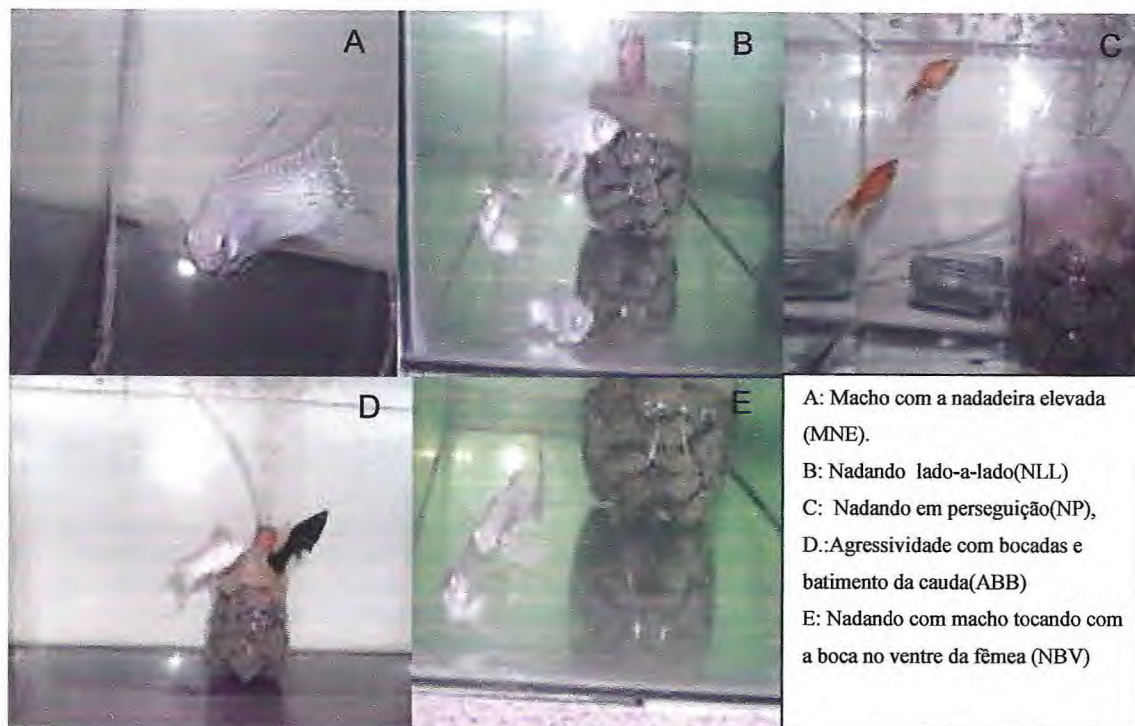 A
B
C
D
E
A: Macho com a nadadeira elevada
(MNE).
B: Nadando lado-a-lado(NLL)
C: Nadando em perseguição(NP),
D.:Agressividade com bocadas e
batimento da cauda(ABB)
E: Nadando com macho tocando com
a boca no ventre da fêmea (NBV)